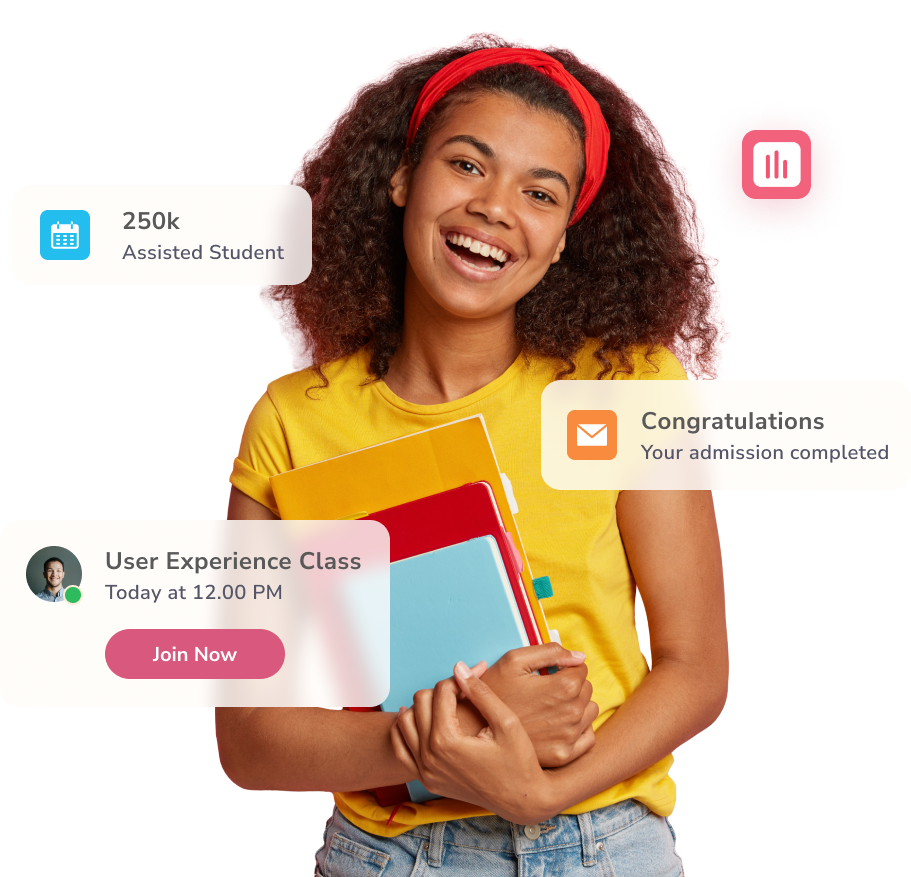 250k
Assisted Student
Congratulations
Your admission completed
User Experience Class
Today at 12.00 PM
Join Now